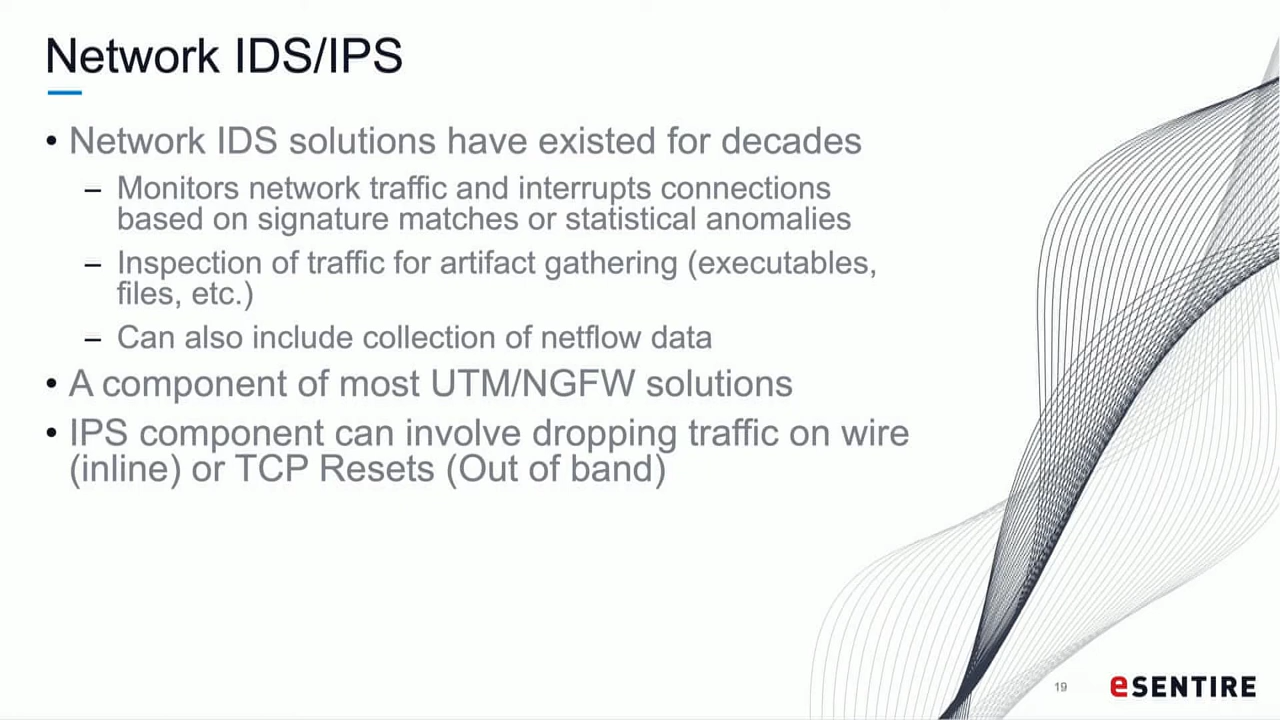 Network IDS/IPS
• Network IDS solutions have existed for decades
– Monitors network traffic and interrupts connections
based on signature matches or statistical anomalies
– Inspection of traffic for artifact gathering (executables,
files, etc.)
– Can also include collection of netflow data
• A component of most UTM/NGFW solutions
• IPS component can involve dropping traffic on wire
(inline) or TCP Resets (Out of band)
19
eSENTIRE